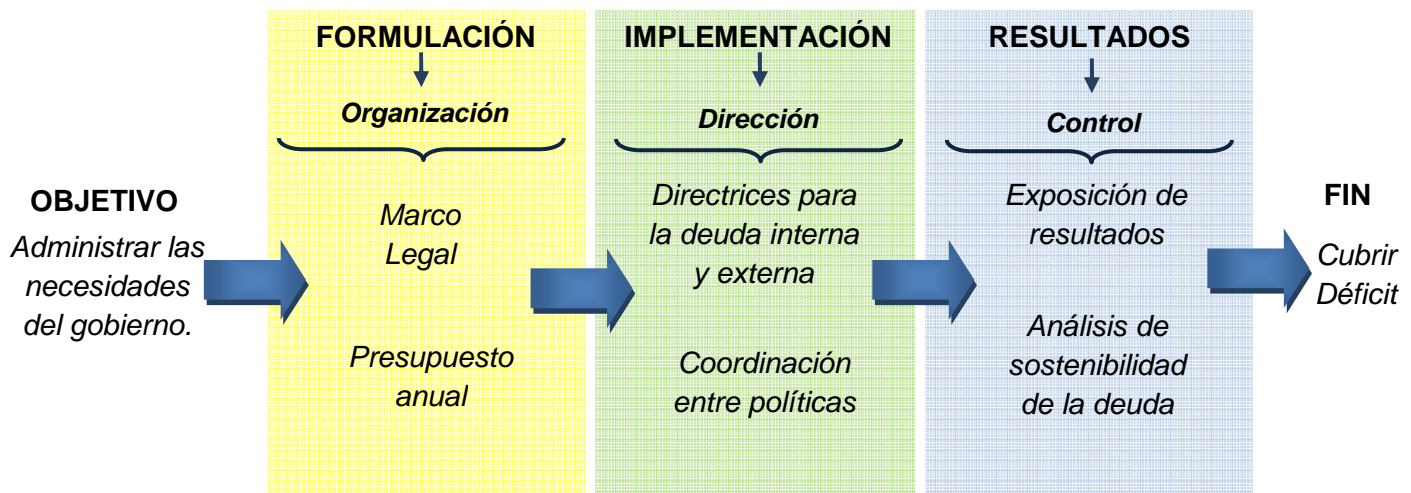 OBJETIVO
Administrar las
necesidades
del gobierno.
FORMULACIÓN
Organización
Marco
Legal
Presupuesto
anual
IMPLEMENTACIÓN
Dirección
Directrices para
la deuda interna
y externa
Coordinación
entre políticas
RESULTADOS
Control
Exposición de
resultados
Análisis de
sostenibilidad
de la deuda
FIN
Cubrir
Déficit